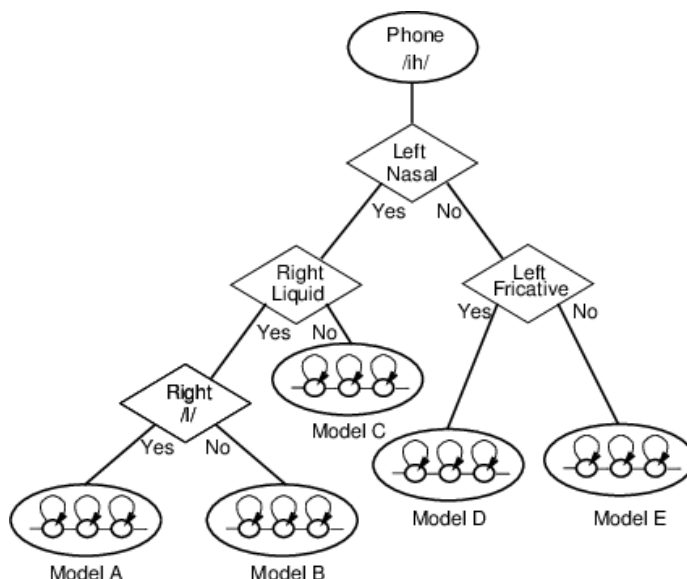 Phone
/ih/
Left
Nasal
Yes
No
Right
Liquid
Left
Fricative
Yes
No
Yes
No
Right
/l/
Model C
Yes
No
Model D
Model E
Model A
Model B